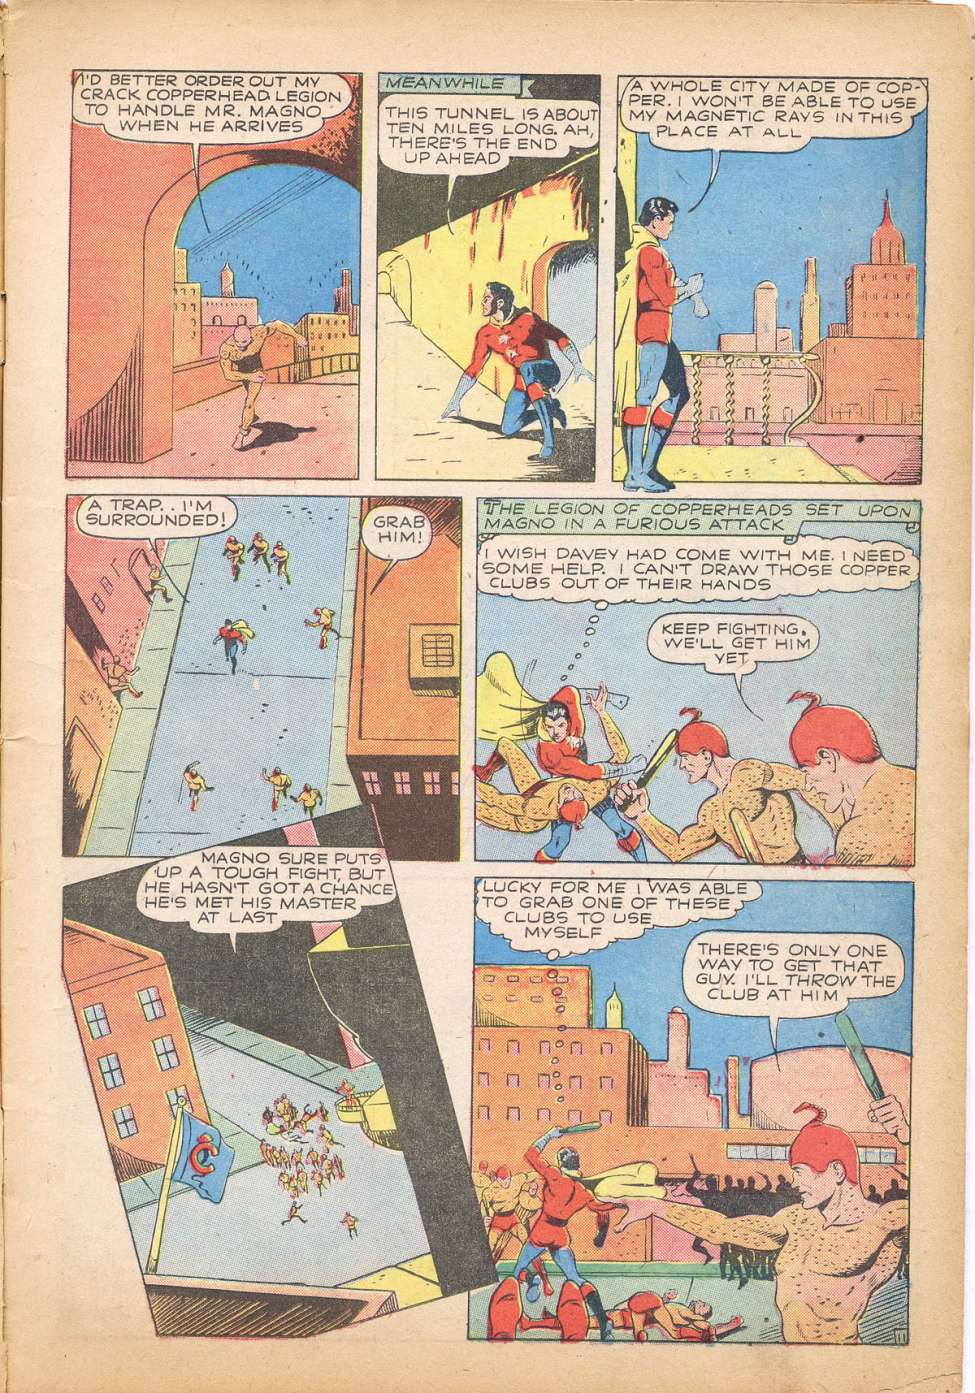 I'D BETTER ORDER OUT MY
CRACK COPPERHEAD LEGION
TO HANDLE MR. MAGNO
WHEN HE ARRIVES
MEANWHILE
THIS TUNNEL IS ABOUT
TEN MILES LONG. AH,
THERE'S THE END
UP AHEAD
A WHOLE CITY MADE OF COP-
PER. I WON'T BE ABLE TO USE
MY MAGNETIC RAYS IN THIS
PLACE AT ALL
A TRAP.. I'M
SURROUNDED!
GRAB
HIM!
THE LEGION OF COPPERHEADS SET UPON
MAGNO IN A FURIOUS ATTACK
I WISH DAVEY HAD COME WITH ME. I NEED
SOME HELP. I CAN'T DRAW THOSE COPPER
CLUBS OUT OF THEIR HANDS
KEEP FIGHTING,
WE'LL GET HIM
YET
MAGNO SURE PUTS
UP A TOUGH FIGHT, BUT
HE HASN'T GOT A CHANCE
HE'S MET HIS MASTER
AT LAST
C
LUCKY FOR ME I WAS ABLE
TO GRAB ONE OF THESE
CLUBS TO USE
MYSELF
THERE'S ONLY ONE
WAY TO GET THAT
GUY. I'LL THROW THE
CLUB AT HIM
11